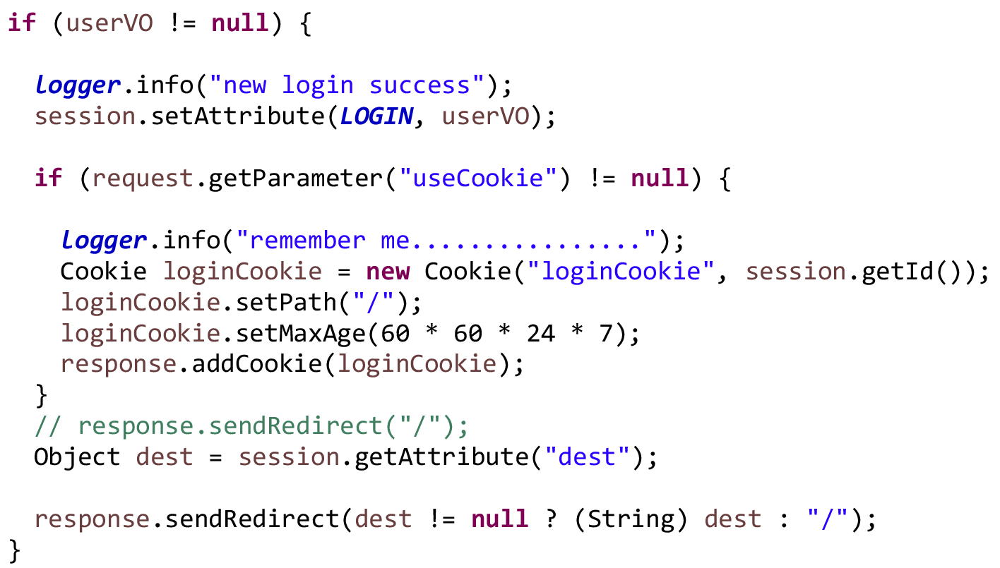 if (userVO != null) {
logger.info("new login success");
session.setAttribute(LOGIN, userVO);
if (request.getParameter("useCookie") != null) {
logger.info("remember me................");
Cookie loginCookie = new Cookie("loginCookie", session.getId());
loginCookie.setPath("/");
loginCookie.setMaxAge(60 * 60 * 24 * 7);
response.addCookie(loginCookie);
}
// response.sendRedirect("/");
Object dest = session.getAttribute("dest");
response.sendRedirect(dest != null ? (String) dest : "/");
}